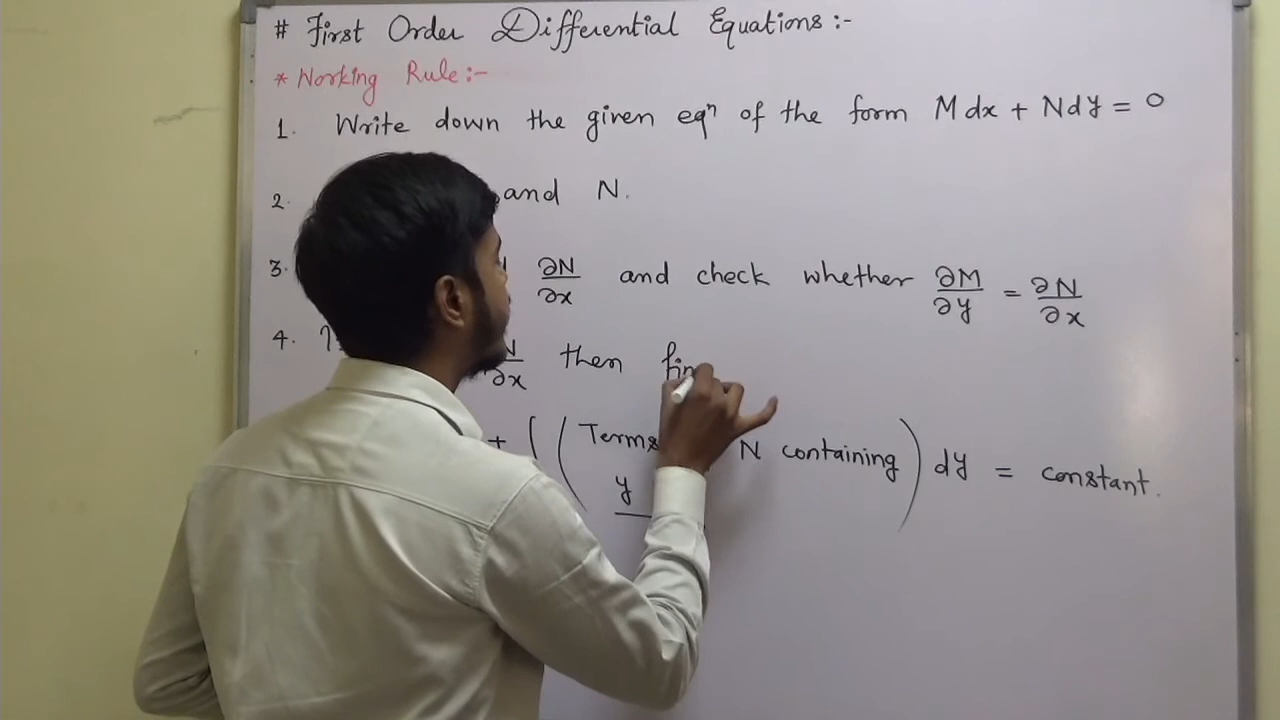 # First Order Differential Equations :-
* Working Rule :-
1. Write down the given eqⁿ of the form M dx + N dy = 0
2. and N.
3. ∂N/∂x and check whether ∂M/∂y = ∂N/∂x
4. ∂x then fin
+ ∫ ( Terms N containing y ) dy = constant.